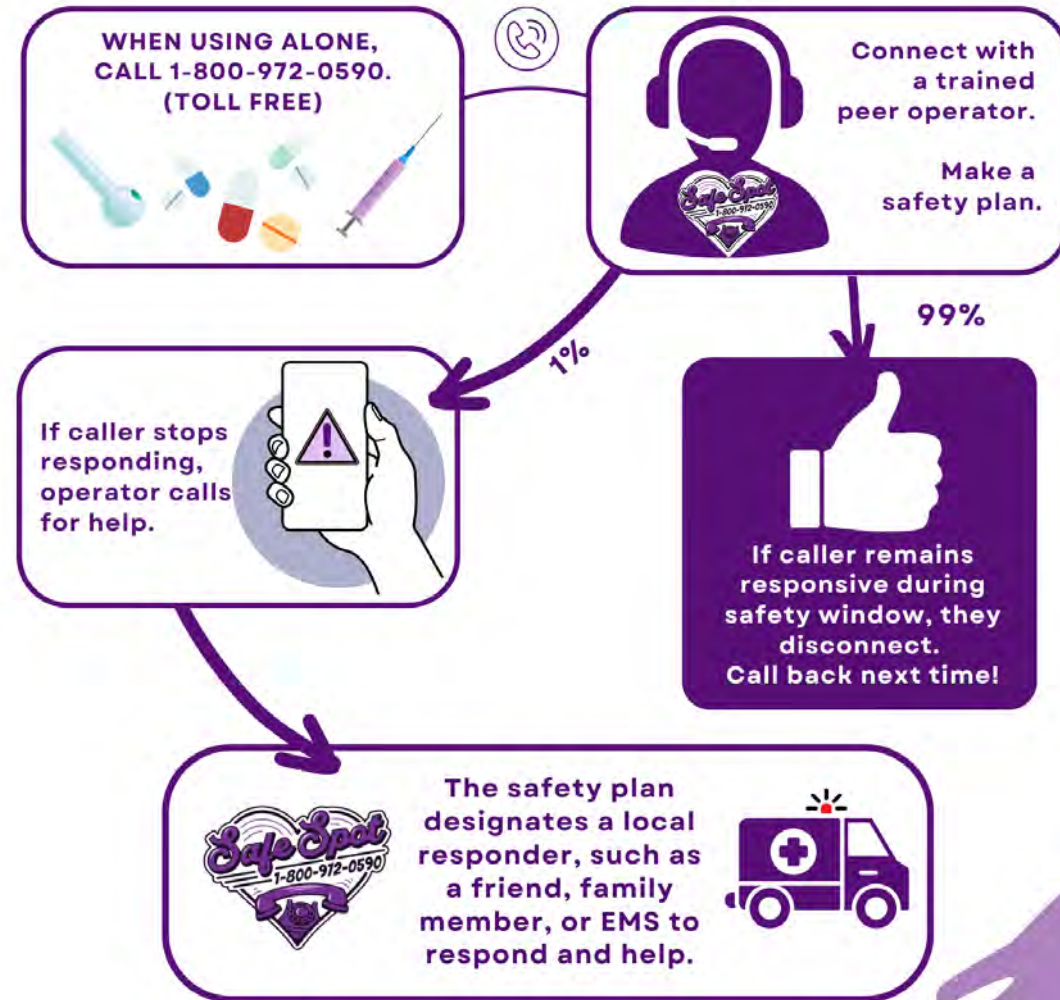 WHEN USING ALONE,
CALL 1-800-972-0590.
(TOLL FREE)
Connect with
a trained
peer operator.
Make a
safety plan.
Safe Spot
1-800-972-0590
1%
99%
If caller stops
responding,
operator calls
for help.
If caller remains
responsive during
safety window, they
disconnect.
Call back next time!
Safe Spot
1-800-972-0590
The safety plan
designates a local
responder, such as
a friend, family
member, or EMS to
respond and help.